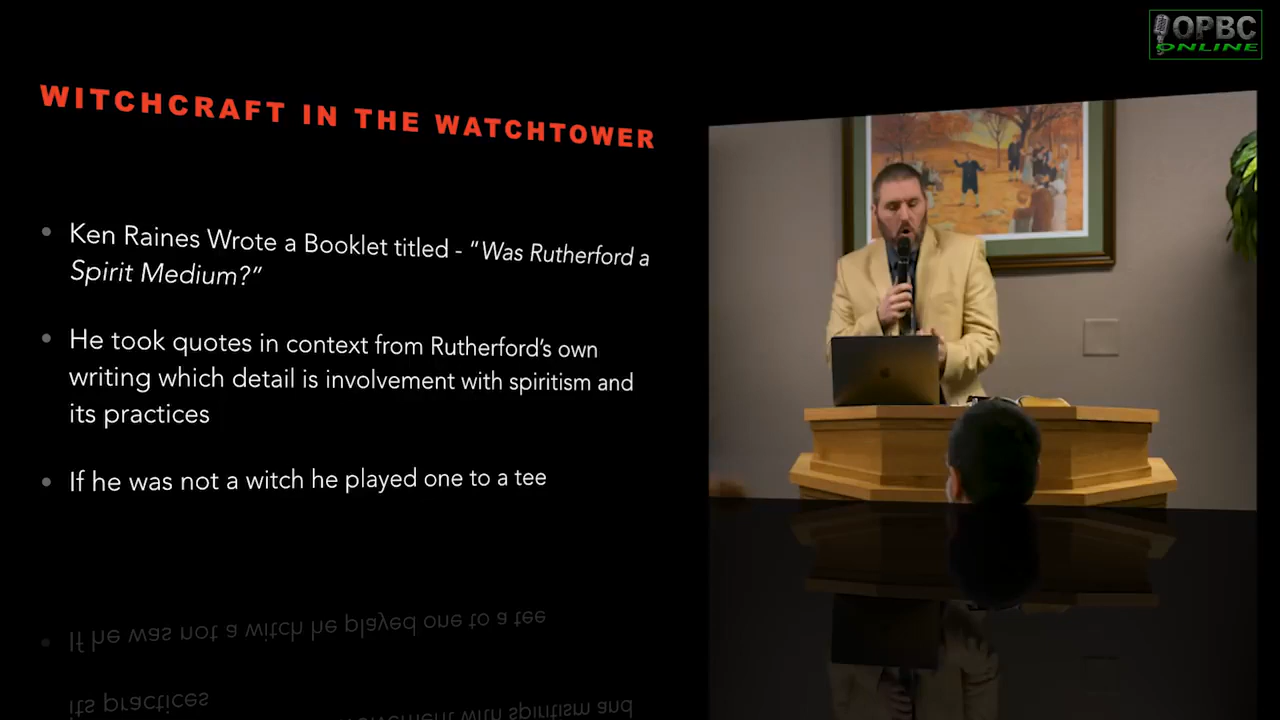 OPBC
ONLINE
WITCHCRAFT IN THE WATCHTOWER
• Ken Raines Wrote a Booklet titled - “Was Rutherford a
Spirit Medium?”
• He took quotes in context from Rutherford’s own
writing which detail is involvement with spiritism and
its practices
• If he was not a witch he played one to a tee